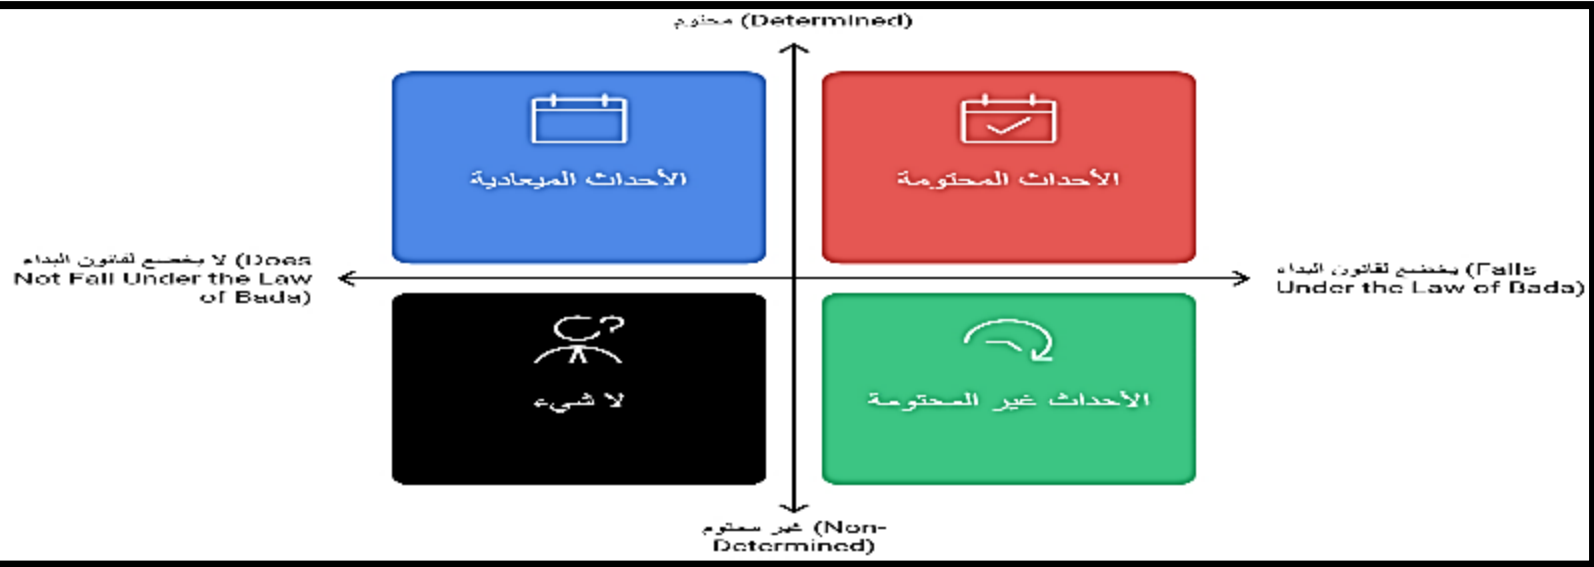 محتوم (Determined)
الأحداث الميعادية
الأحداث المحتومة
لا يخضع لقانون البداء (Does
Not Fall Under the Law
of Bada)
يخضع لقانون البداء (Falls
Under the Law of Bada)
لا شيء
الأحداث غير المحتومة
غير محتوم (Non-
Determined)